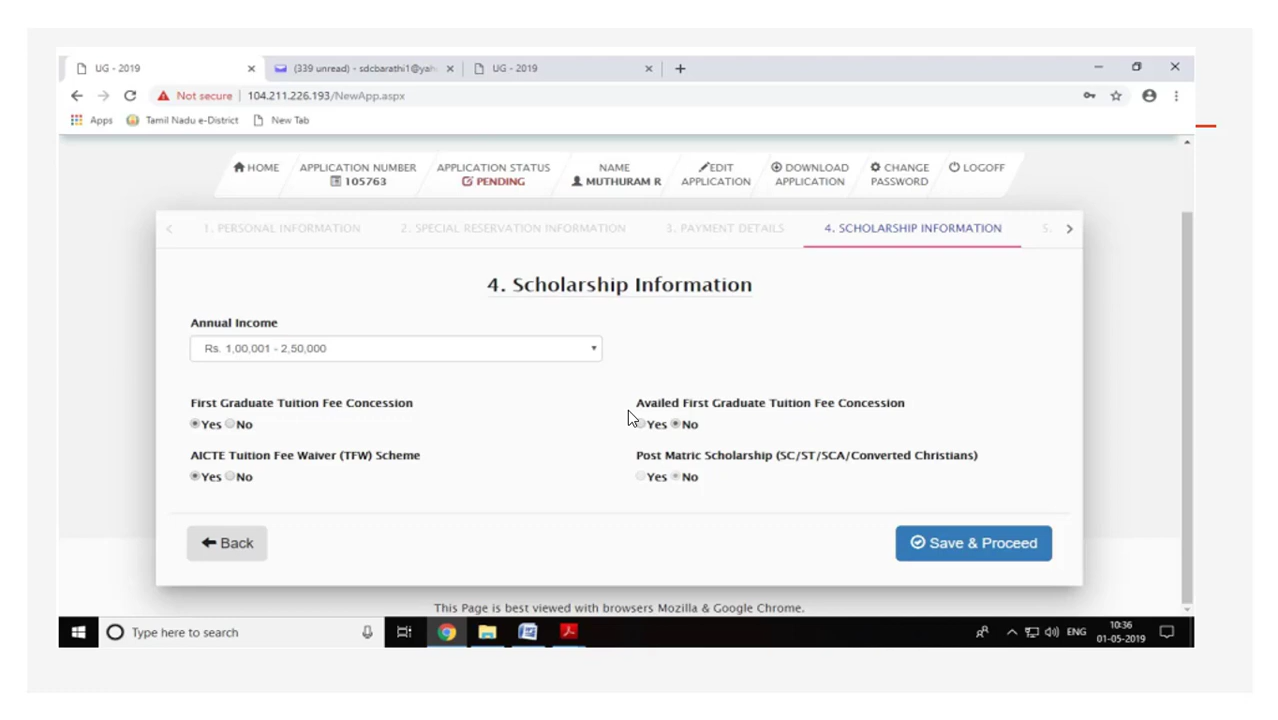 UG - 2019
(339 unread) - sdcbarathi1@yah
UG - 2019
Not secure | 104.211.226.193/NewApp.aspx
Apps Tamil Nadu e-District New Tab
HOME APPLICATION NUMBER APPLICATION STATUS NAME EDIT DOWNLOAD CHANGE LOGOFF
105763 PENDING MUTHURAM R APPLICATION APPLICATION PASSWORD
1. PERSONAL INFORMATION 2. SPECIAL RESERVATION INFORMATION 3. PAYMENT DETAILS 4. SCHOLARSHIP INFORMATION 5.
4. Scholarship Information
Annual Income
Rs. 1,00,001 - 2,50,000
First Graduate Tuition Fee Concession
Yes No
Availed First Graduate Tuition Fee Concession
Yes No
AICTE Tuition Fee Waiver (TFW) Scheme
Yes No
Post Matric Scholarship (SC/ST/SCA/Converted Christians)
Yes No
Back
Save & Proceed
This Page is best viewed with browsers Mozilla & Google Chrome.
Type here to search
ENG
10:36
01-05-2019